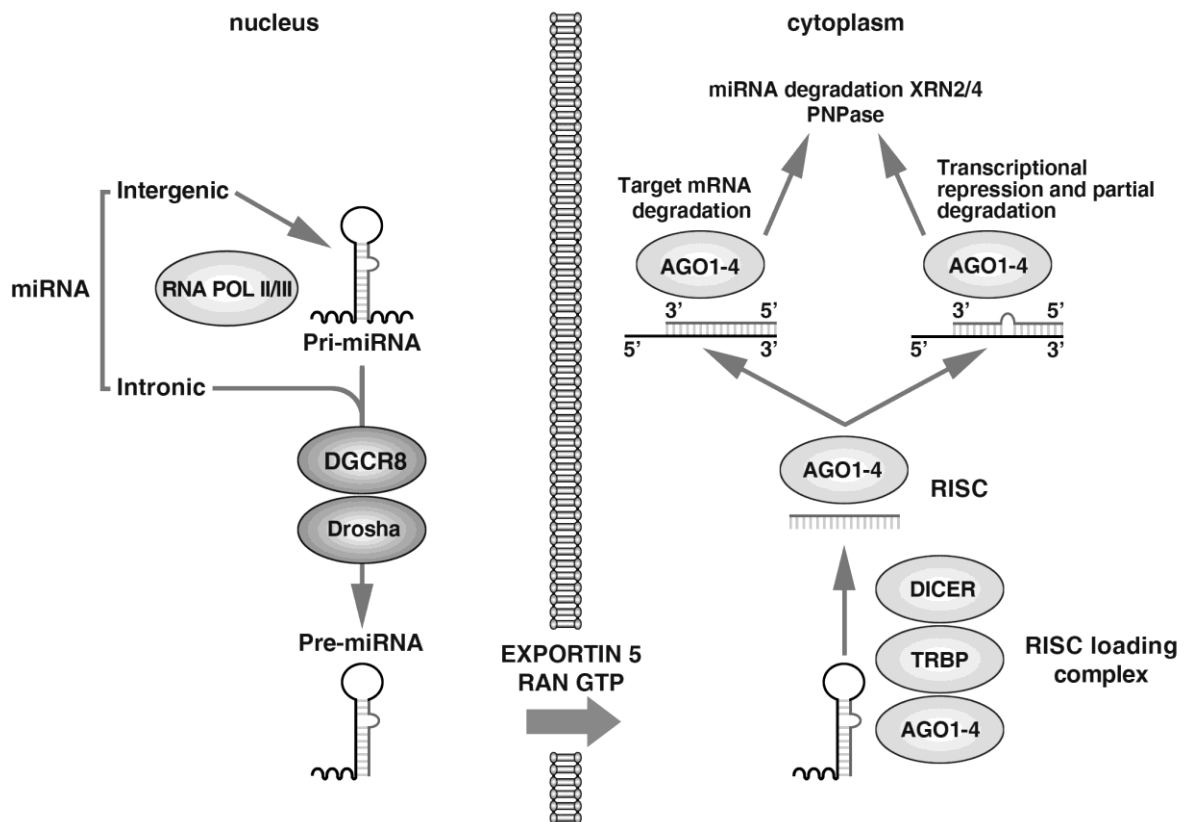 nucleus
cytoplasm
miRNA degradation XRN2/4
PNPase
Target mRNA
degradation
Transcriptional
repression and partial
degradation
Intergenic
miRNA
RNA POL II/III
Pri-miRNA
Intronic
DGCR8
Drosha
Pre-miRNA
EXPORTIN 5
RAN GTP
AGO1-4
3’ 5’
5’ 3’
AGO1-4
3’ 5’
5’ 3’
AGO1-4
RISC
DICER
TRBP
AGO1-4
RISC loading
complex